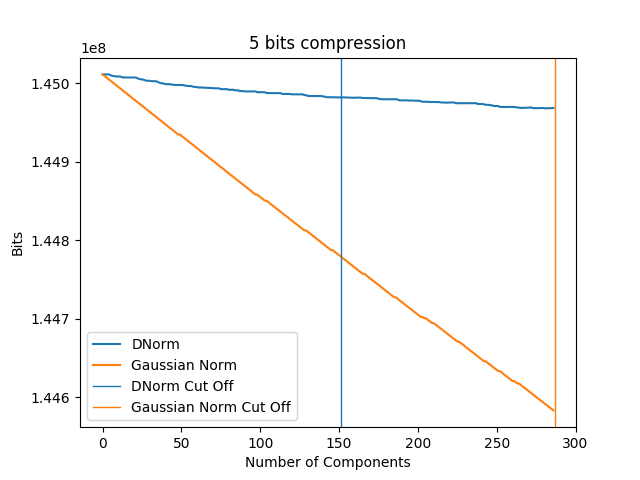 5 bits compression
1e8
1.450
1.449
1.448
1.447
1.446
Bits
DNorm
Gaussian Norm
DNorm Cut Off
Gaussian Norm Cut Off
0 50 100 150 200 250 300
Number of Components